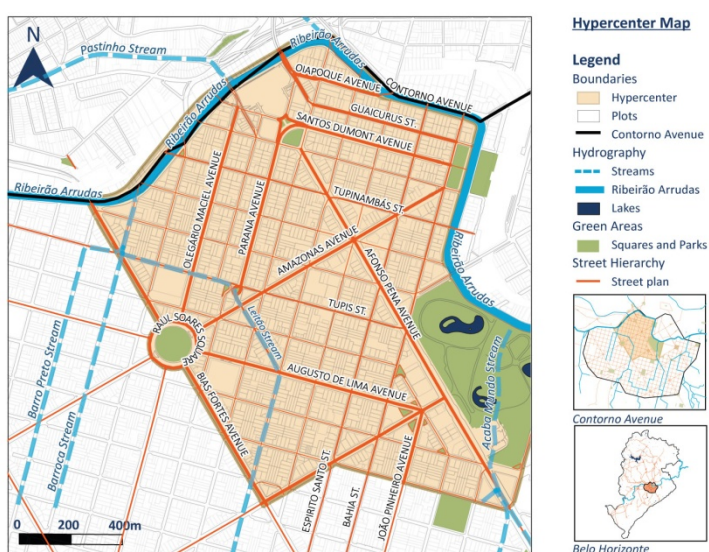 N
Pastinho Stream
Ribeirão Arrudas
OIAPOQUE AVENUE
CONTORNO AVENUE
GUAICURUS ST.
SANTOS DUMONT AVENUE
Ribeirão Arrudas
Ribeirão Arrudas
OLEGÁRIO MACIEL AVENUE
PARANA AVENUE
TUPINAMBÁS ST.
AMAZONAS AVENUE
AFONSO PENA AVENUE
Ribeirão Arrudas
TUPIS ST.
Leitão Stream
RAUL SOARES
SQUARE
Barro Preto Stream
Barroca Stream
AUGUSTO DE LIMA AVENUE
BIAS FORTES AVENUE
Acaba Mundo Stream
ESPIRITO SANTO ST.
BAHIA ST.
JOÃO PINHEIRO AVENUE
0 200 400m
Hypercenter Map
Legend
Boundaries
Hypercenter
Plots
Contorno Avenue
Hydrography
Streams
Ribeirão Arrudas
Lakes
Green Areas
Squares and Parks
Street Hierarchy
Street plan
Contorno Avenue
Belo Horizonte